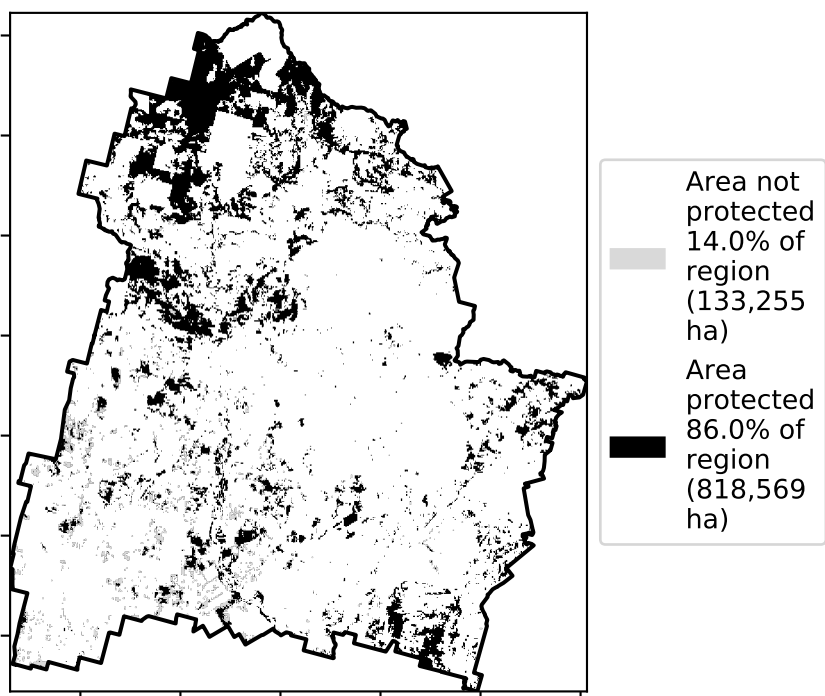 Area not
protected
14.0% of
region
(133,255
ha)
Area
protected
86.0% of
region
(818,569
ha)